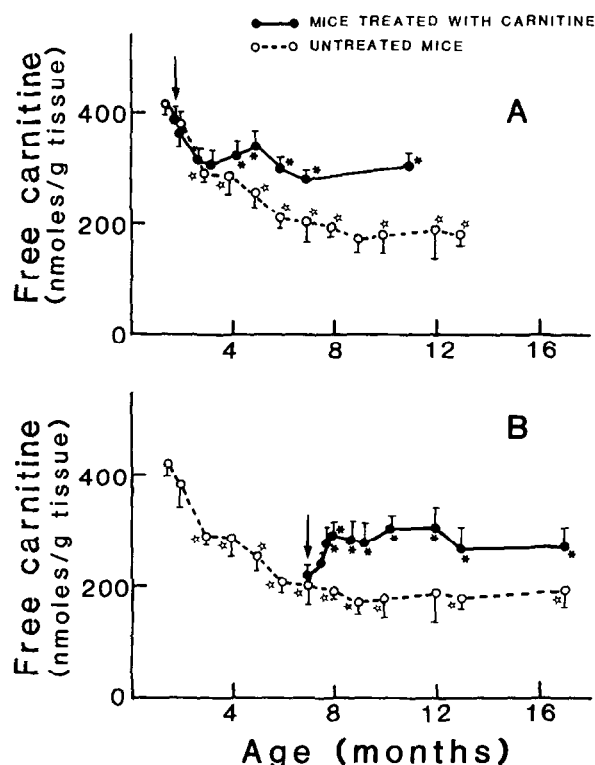 MICE TREATED WITH CARNITINE
UNTREATED MICE
A
Free carnitine
(nmoles/g tissue)
400
200
0
4
8
12
16
B
Free carnitine
(nmoles/g tissue)
400
200
0
4
8
12
16
Age (months)